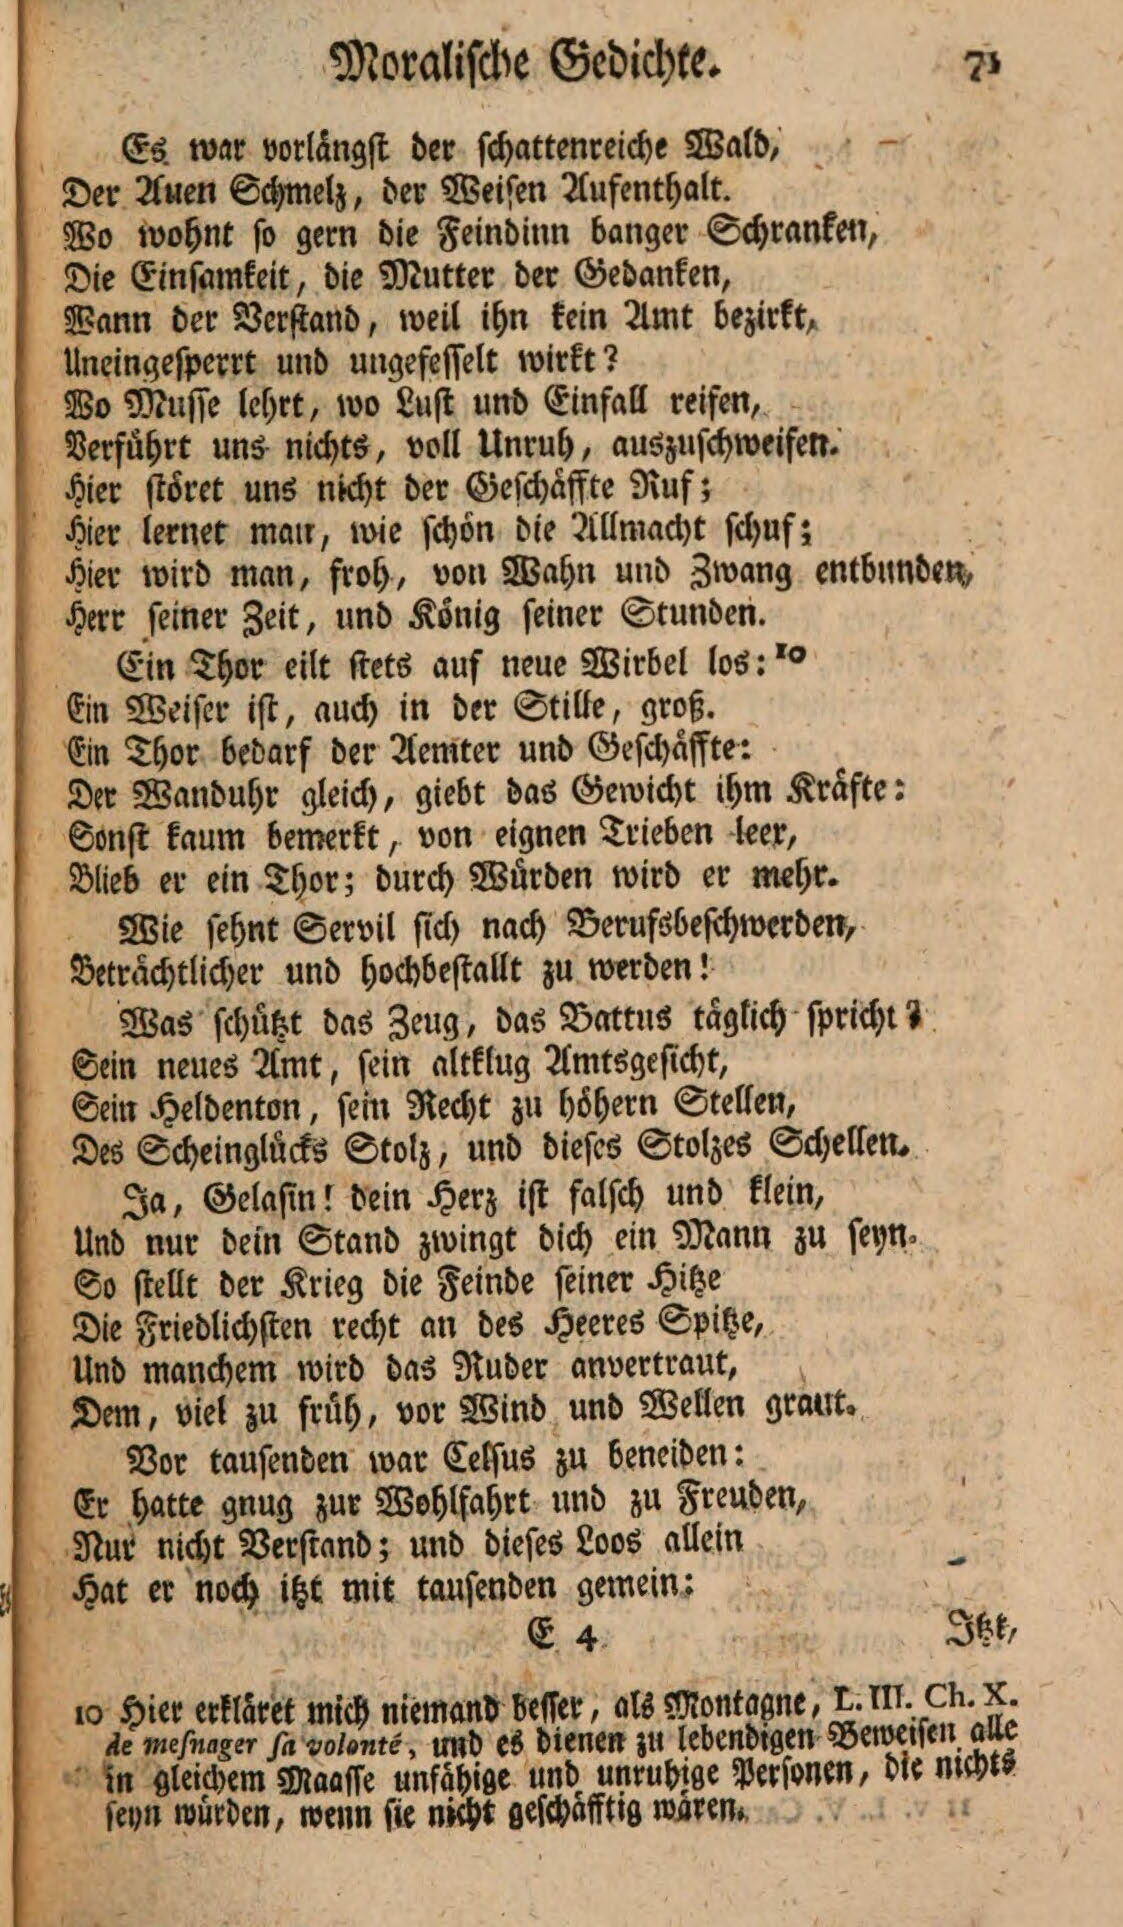 Moralische Gedichte. 71
Es war vorlängst der schattenreiche Wald,
Der Auen Schmelz, der Weisen Aufenthalt.
Wo wohnt so gern die Feindinn banger Schranken,
Die Einsamkeit, die Mutter der Gedanken,
Wann der Verstand, weil ihn kein Amt bezirkt,
Uneingesperrt und ungefesselt wirkt?
Wo Musse lehrt, wo Lust und Einfall reifen,
Verführt uns nichts, voll Unruh, auszuschweifen.
Hier störet uns nicht der Geschäffte Ruf;
Hier lernet man, wie schön die Allmacht schuf;
Hier wird man, froh, von Wahn und Zwang entbunden,
Herr seiner Zeit, und König seiner Stunden.
Ein Thor eilt stets auf neue Wirbel los:¹⁰
Ein Weiser ist, auch in der Stille, groß.
Ein Thor bedarf der Aemter und Geschäffte:
Der Wanduhr gleich, giebt das Gewicht ihm Kräfte:
Sonst kaum bemerkt, von eignen Trieben leer,
Blieb er ein Thor; durch Würden wird er mehr.
Wie sehnt Servil sich nach Berufsbeschwerden,
Beträchtlicher und hochbestallt zu werden!
Was schützt das Zeug, das Battus täglich spricht?
Sein neues Amt, sein altklug Amtsgesicht,
Sein Heldenton, sein Recht zu höhern Stellen,
Des Scheinglücks Stolz, und dieses Stolzes Schellen.
Ja, Gelasin! dein Herz ist falsch und klein,
Und nur dein Stand zwingt dich ein Mann zu seyn.
So stellt der Krieg die Feinde seiner Hitze
Die Friedlichsten recht an des Heeres Spitze,
Und manchem wird das Ruder anvertraut,
Dem, viel zu früh, vor Wind und Wellen graut.
Vor tausenden war Celsus zu beneiden:
Er hatte gnug zur Wohlfahrt und zu Freuden,
Nur nicht Verstand; und dieses Loos allein
Hat er noch itzt mit tausenden gemein:
E 4 Itzt,
10 Hier erkläret mich niemand besser, als Montagne, L. III. Ch. X.
de mesnager sa volonté, und es dienen zu lebendigen Beweisen alle
in gleichem Maasse unfähige und unruhige Personen, die nichts
seyn würden, wenn sie nicht geschäfftig wären.